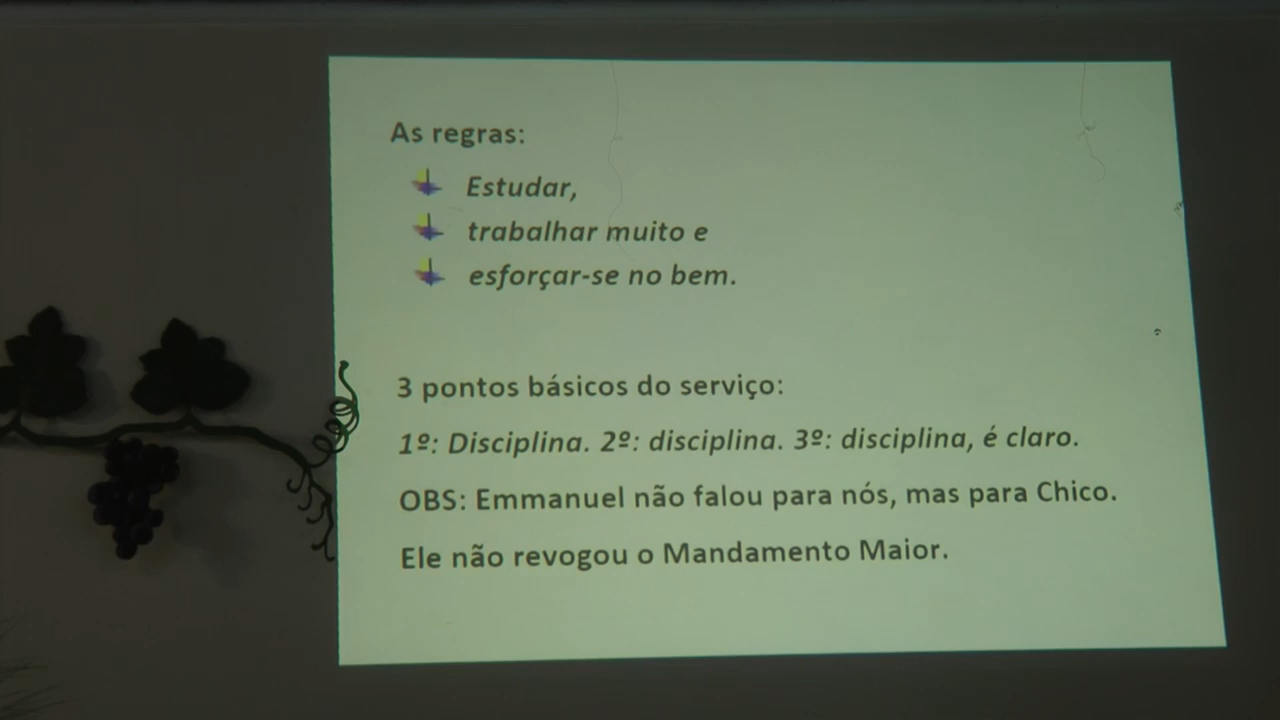 As regras:
Estudar,
trabalhar muito e
esforçar-se no bem.
3 pontos básicos do serviço:
1º: Disciplina. 2º: disciplina. 3º: disciplina, é claro.
OBS: Emmanuel não falou para nós, mas para Chico.
Ele não revogou o Mandamento Maior.